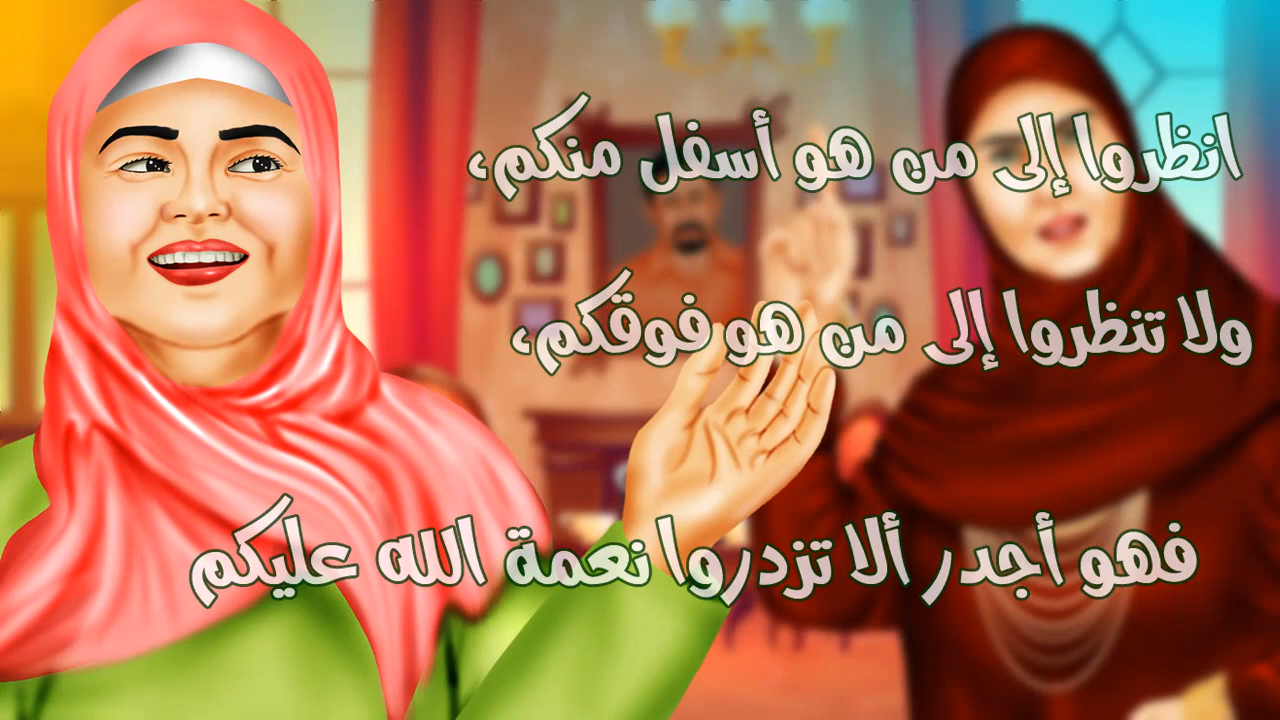 انظروا إلى من هو أسفل منكم،
ولا تنظروا إلى من هو فوقكم،
فهو أجدر ألا تزدروا نعمة الله عليكم